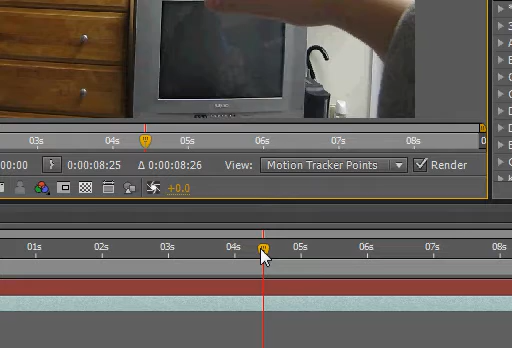 03s 04s 05s 06s 07s 08s 0
00:00 0:00:08:25 Δ 0:00:08:26 View: Motion Tracker Points Render
+0.0
01s 02s 03s 04s 05s 06s 07s 08s